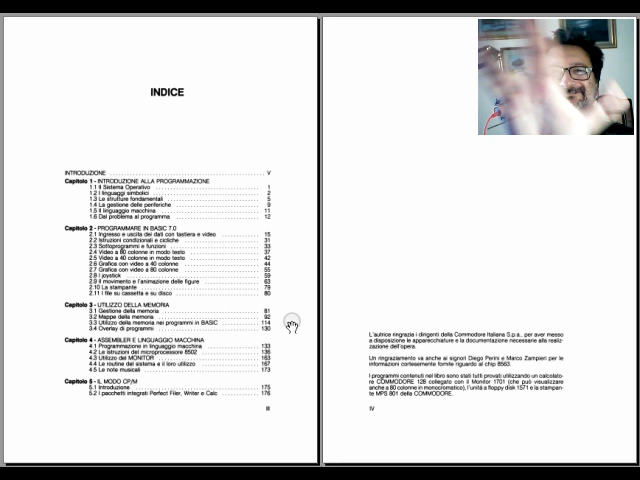 INDICE
INTRODUZIONE V
Capitolo 1 - INTRODUZIONE ALLA PROGRAMMAZIONE
1.1 Il Sistema Operativo 1
1.2 I linguaggi simbolici 2
1.3 Le strutture fondamentali 5
1.4 La gestione delle periferiche 9
1.5 Il linguaggio macchina 11
1.6 Dal problema al programma 12
Capitolo 2 - PROGRAMMARE IN BASIC 7.0
2.1 Ingresso e uscita dei dati con tastiera e video 15
2.2 Istruzioni condizionali e cicliche 31
2.3 Sottoprogrammi e funzioni 33
2.4 Video a 80 colonne in modo testo 37
2.5 Video a 40 colonne in modo testo 42
2.6 Grafica con video a 40 colonne 44
2.7 Grafica con video a 80 colonne 55
2.8 I joystick 59
2.9 Il movimento e l'animazione delle figure 63
2.10 La stampante 79
2.11 I file su cassetta e su disco 80
Capitolo 3 - UTILIZZO DELLA MEMORIA
3.1 Gestione della memoria 81
3.2 Mappe della memoria 92
3.3 Utilizzo della memoria nei programmi in BASIC 114
3.4 Overlay di programmi 130
Capitolo 4 - ASSEMBLER E LINGUAGGIO MACCHINA
4.1 Programmazione in linguaggio macchina 133
4.2 Le istruzioni del microprocessore 8502 136
4.3 Utilizzo del MONITOR 163
4.4 Le routine del sistema e il loro utilizzo 167
4.5 Le note musicali 173
Capitolo 5 - IL MODO CP/M
5.1 Introduzione 175
5.2 I pacchetti integrati Perfect Filer, Writer e Calc 176
III
L'autrice ringrazia i dirigenti della Commodore Italiana S.p.a., per aver messo
a disposizione le apparecchiature e la documentazione necessarie alla realiz-
zazione dell'opera.
Un ringraziamento va anche ai signori Diego Perini e Marco Zampieri per le
informazioni cortesemente fornite riguardo al chip 8563.
I programmi contenuti nel libro sono stati tutti provati utilizzando un calcolato-
re COMMODORE 128 collegato con il Monitor 1701 (che può visualizzare
anche a 80 colonne in monocromatico), l'unità a floppy disk 1571 e la stampan-
te MPS 801 della COMMODORE.
IV